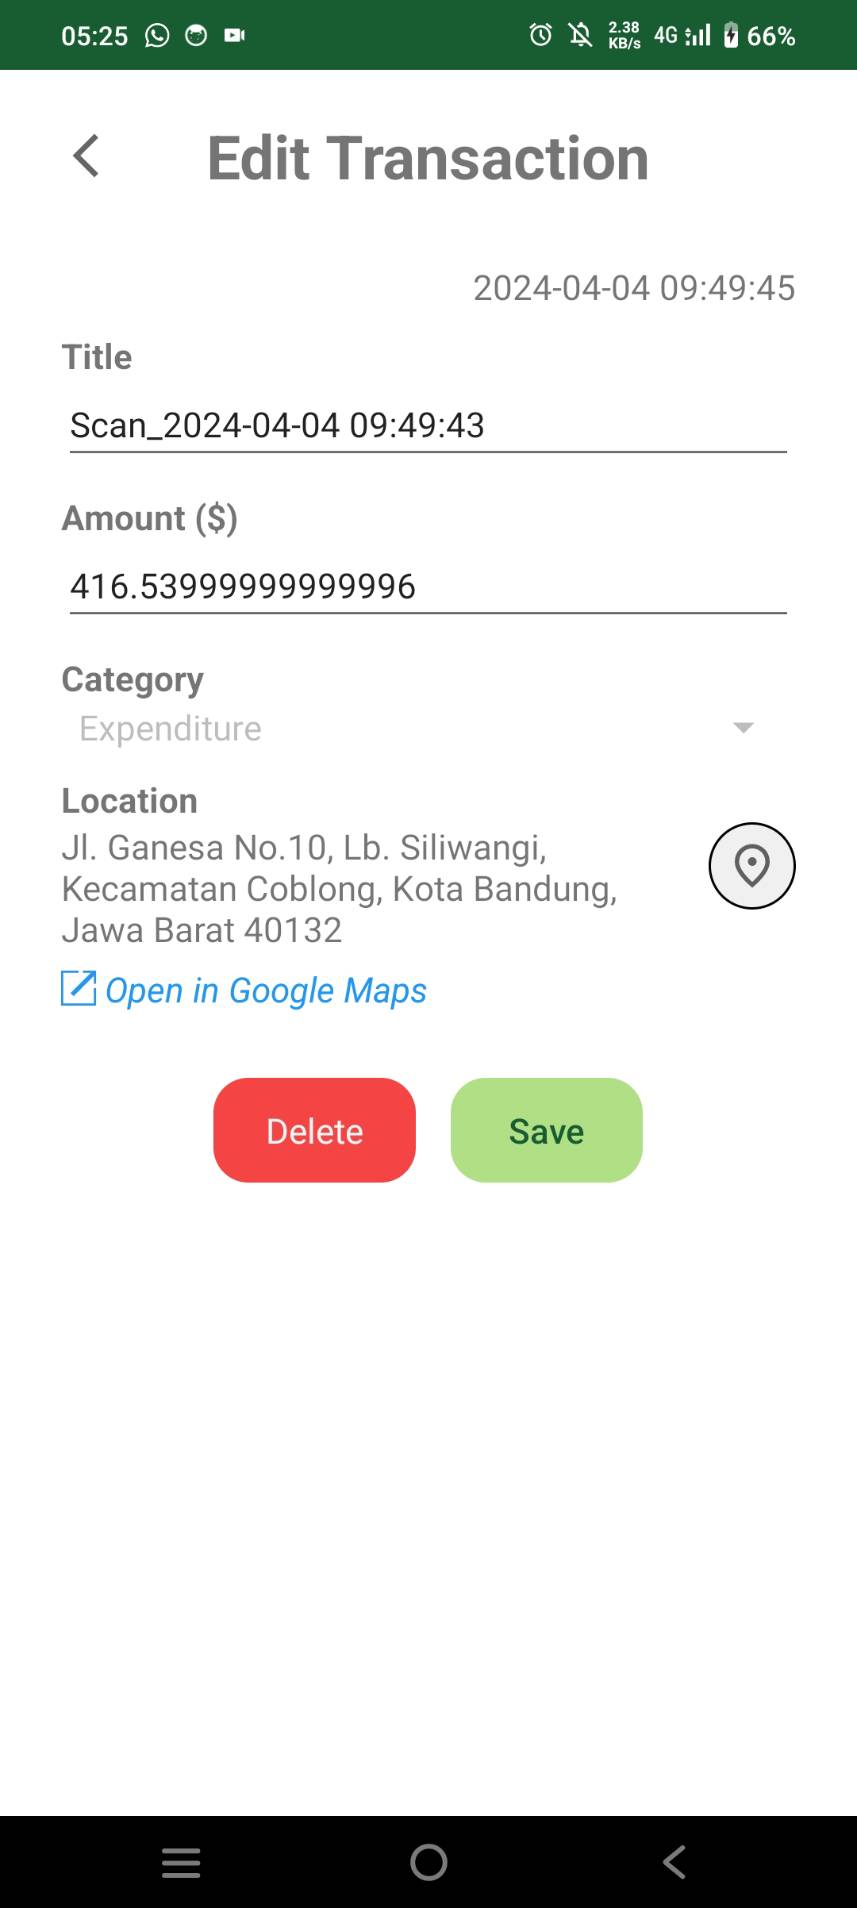 05:25
2.38
KB/s
4G
66%
Edit Transaction
2024-04-04 09:49:45
Title
Scan_2024-04-04 09:49:43
Amount ($)
416.53999999999996
Category
Expenditure
Location
Jl. Ganesa No.10, Lb. Siliwangi,
Kecamatan Coblong, Kota Bandung,
Jawa Barat 40132
Open in Google Maps
Delete
Save